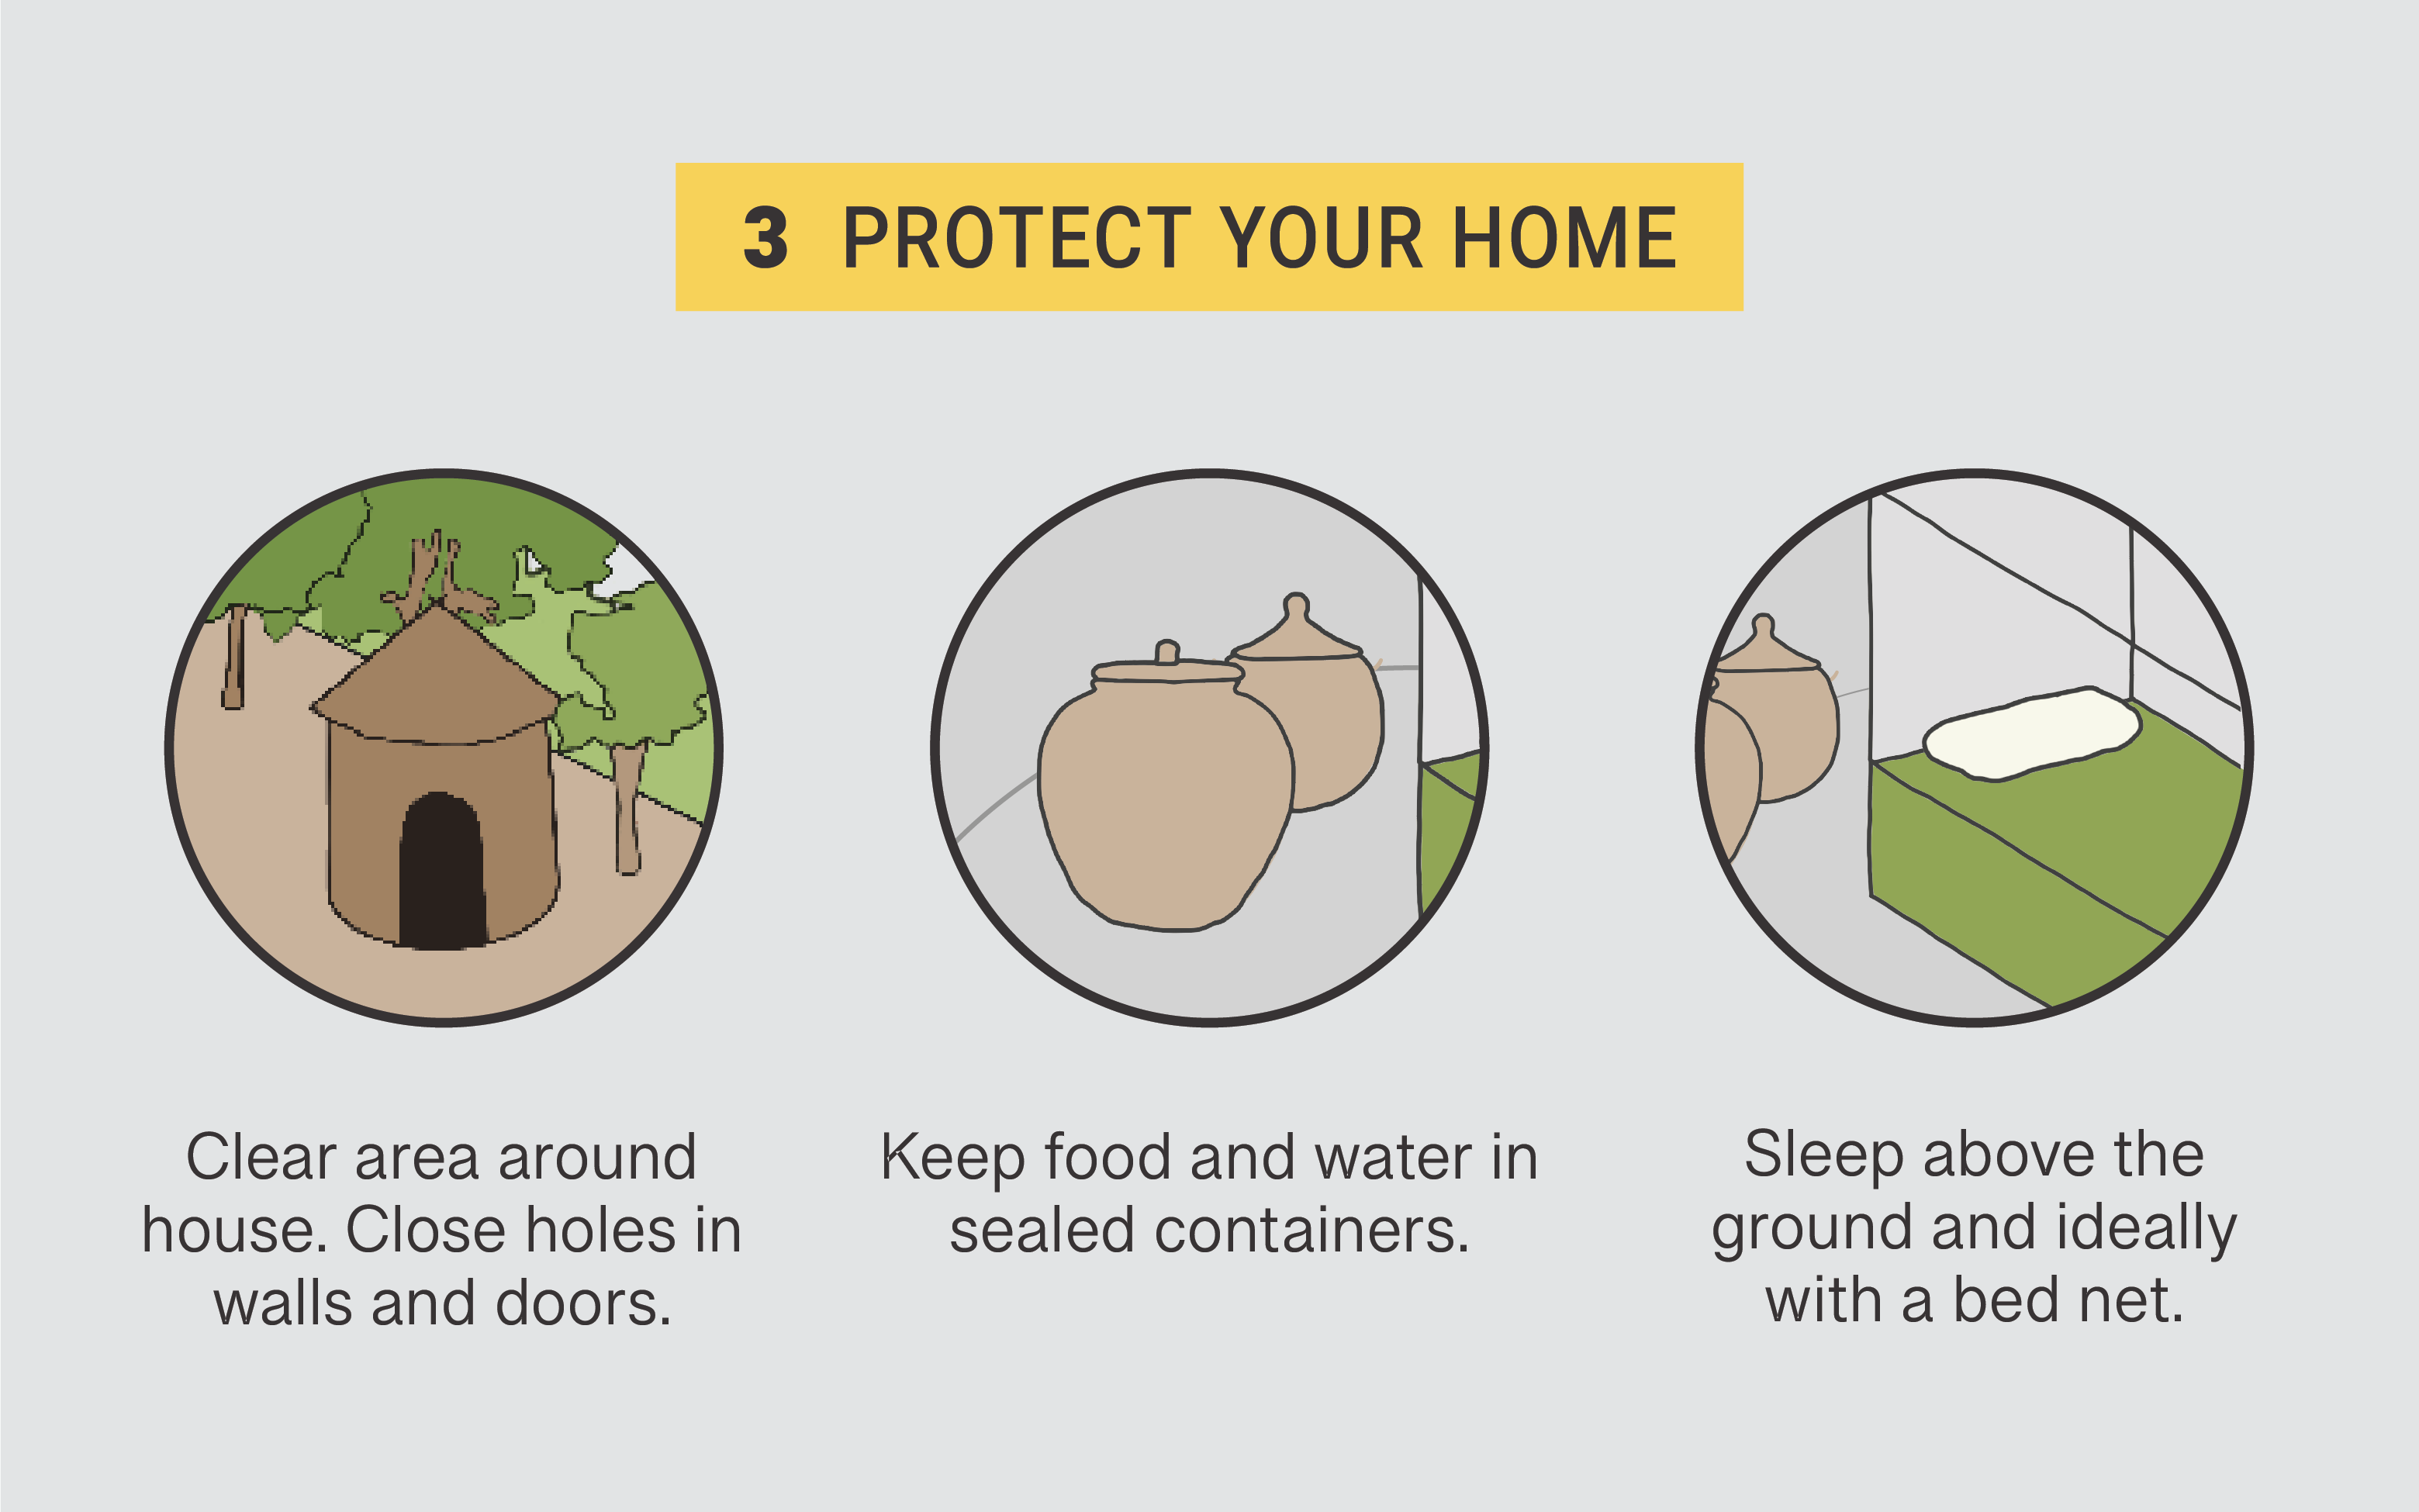 3 PROTECT YOUR HOME
Clear area around
house. Close holes in
walls and doors.
Keep food and water in
sealed containers.
Sleep above the
ground and ideally
with a bed net.